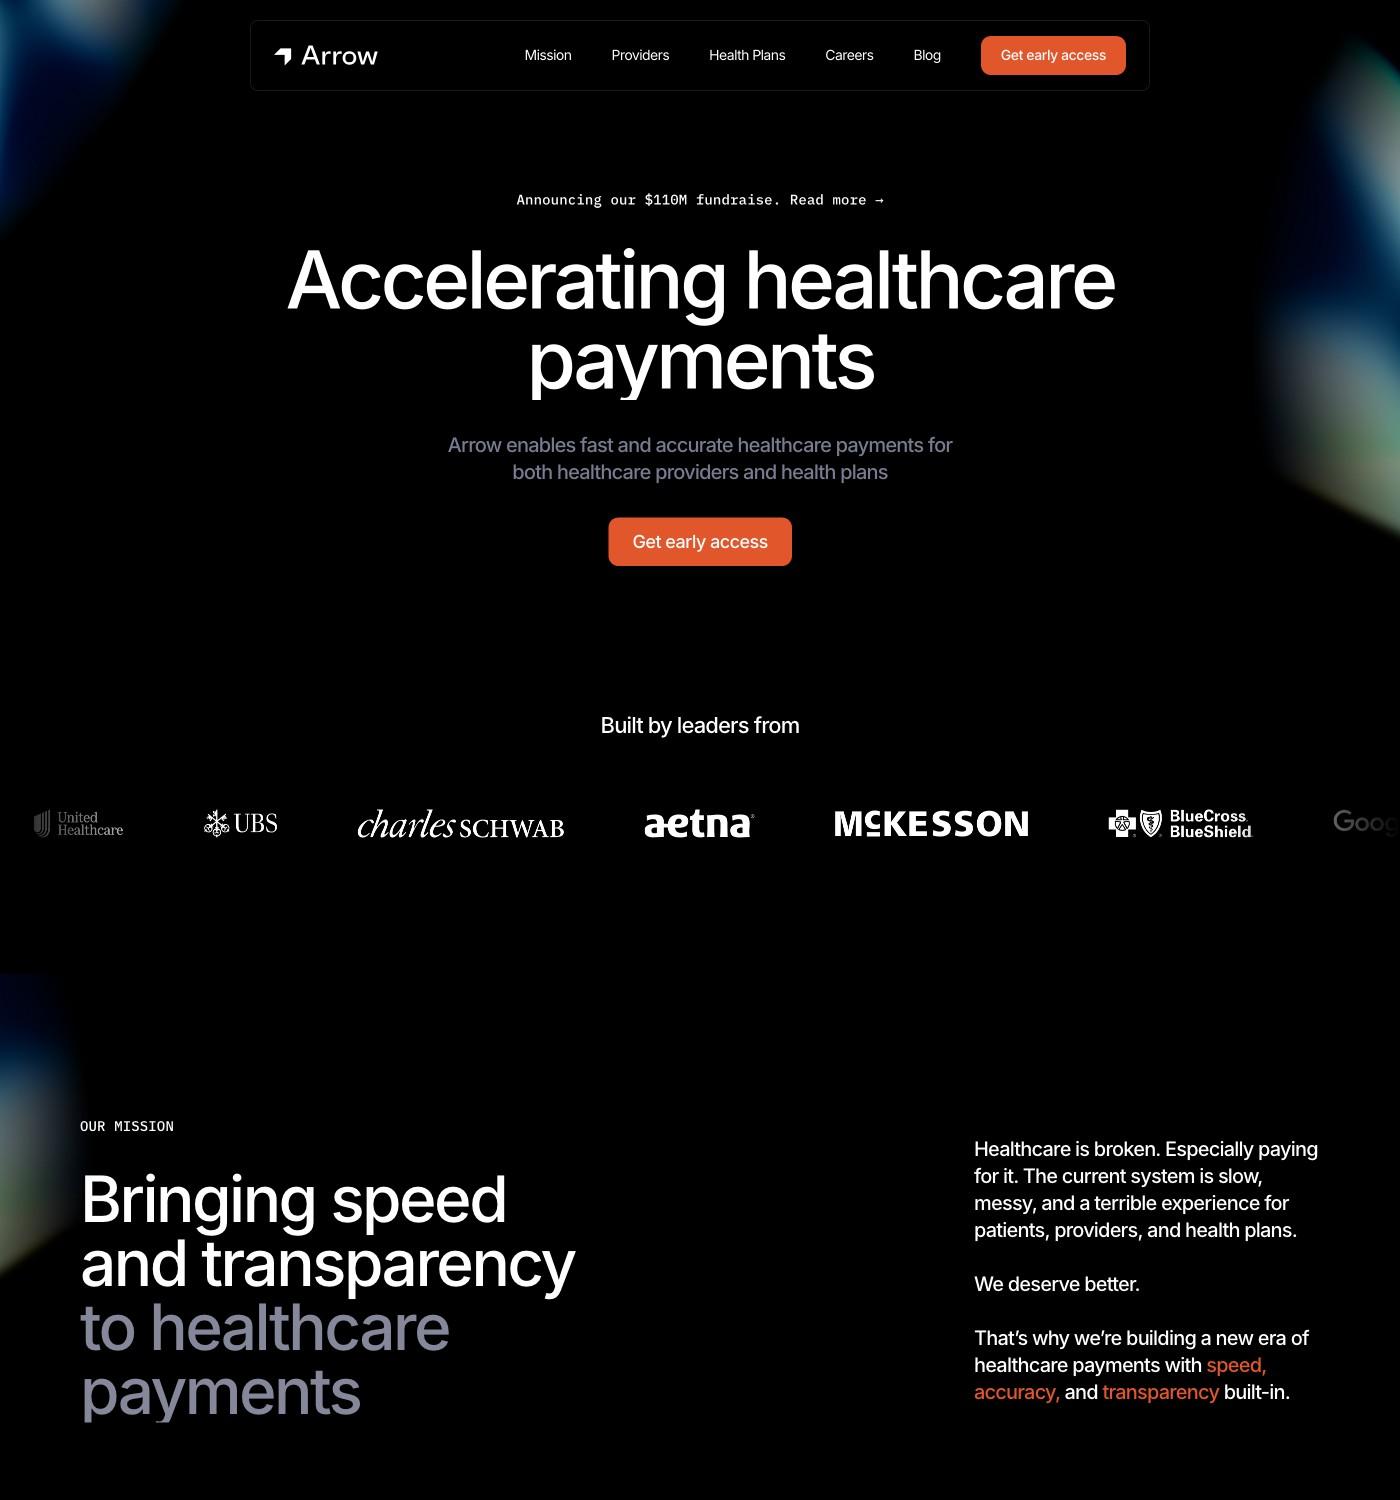 Arrow
Mission
Providers
Health Plans
Careers
Blog
Get early access
Announcing our $110M fundraise. Read more →
Accelerating healthcare
payments
Arrow enables fast and accurate healthcare payments for
both healthcare providers and health plans
Get early access
Built by leaders from
United
Healthcare
UBS
charles SCHWAB
aetna®
MCKESSON
BlueCross
BlueShield
Goog
OUR MISSION
Bringing speed
and transparency
to healthcare
payments
Healthcare is broken. Especially paying
for it. The current system is slow,
messy, and a terrible experience for
patients, providers, and health plans.
We deserve better.
That’s why we’re building a new era of
healthcare payments with speed,
accuracy, and transparency built-in.